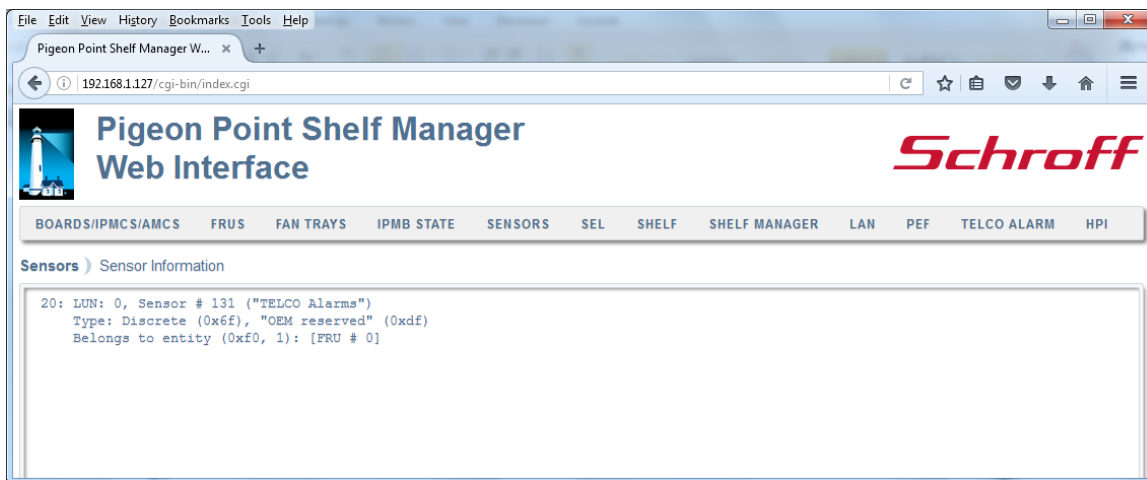 File Edit View History Bookmarks Tools Help
Pigeon Point Shelf Manager W... × +
192.168.1.127/cgi-bin/index.cgi
Pigeon Point Shelf Manager
Web Interface
Schroff
BOARDS/IPMCS/AMCS FRUS FAN TRAYS IPMB STATE SENSORS SEL SHELF SHELF MANAGER LAN PEF TELCO ALARM HPI
Sensors ) Sensor Information
20: LUN: 0, Sensor # 131 ("TELCO Alarms")
Type: Discrete (0x6f), "OEM reserved" (0xdf)
Belongs to entity (0xf0, 1): [FRU # 0]